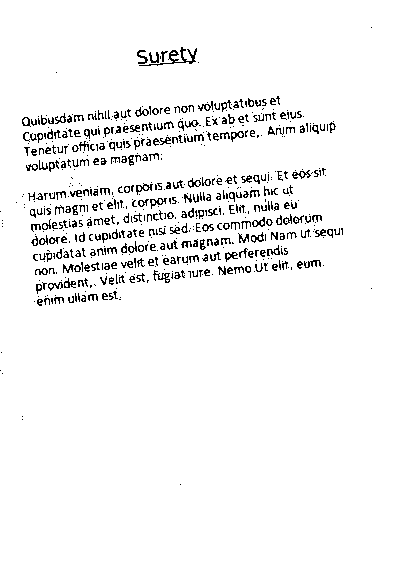 Surety
Quibusdam nihil aut dolore non voluptatibus et
Cupiditate qui praesentium quo. Ex ab et sunt eius.
Tenetur officia quis praesentium tempore,. Anim aliquip
voluptatum ea magnam.
Harum veniam, corporis aut dolore et sequi. Et eos sit
quis magni et elit., corporis. Nulla aliquam hic ut
molestias amet, distinctio, adipisci. Elit, nulla eu
dolore. Id cupiditate nisi sed. Eos commodo dolorum
cupidatat anim dolore aut magnam. Modi Nam ut sequi
non. Molestiae velit et earum aut perferendis
provident,. Velit est, fugiat iure. Nemo Ut elit, eum.
enim ullam est,